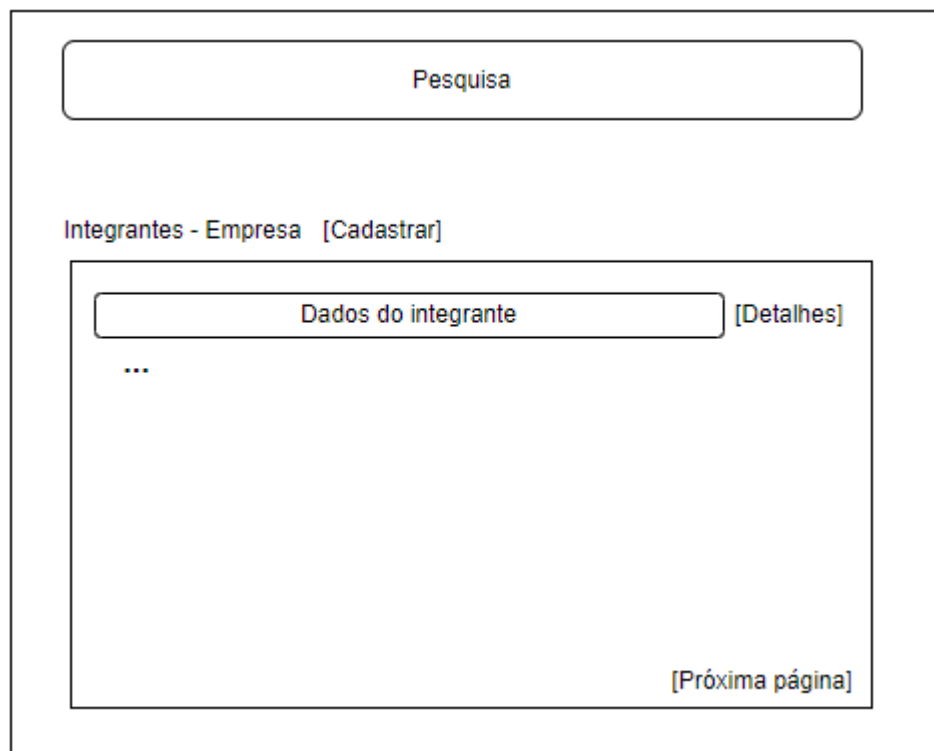 Pesquisa
Integrantes - Empresa [Cadastrar]
Dados do integrante [Detalhes]
...
[Próxima página]